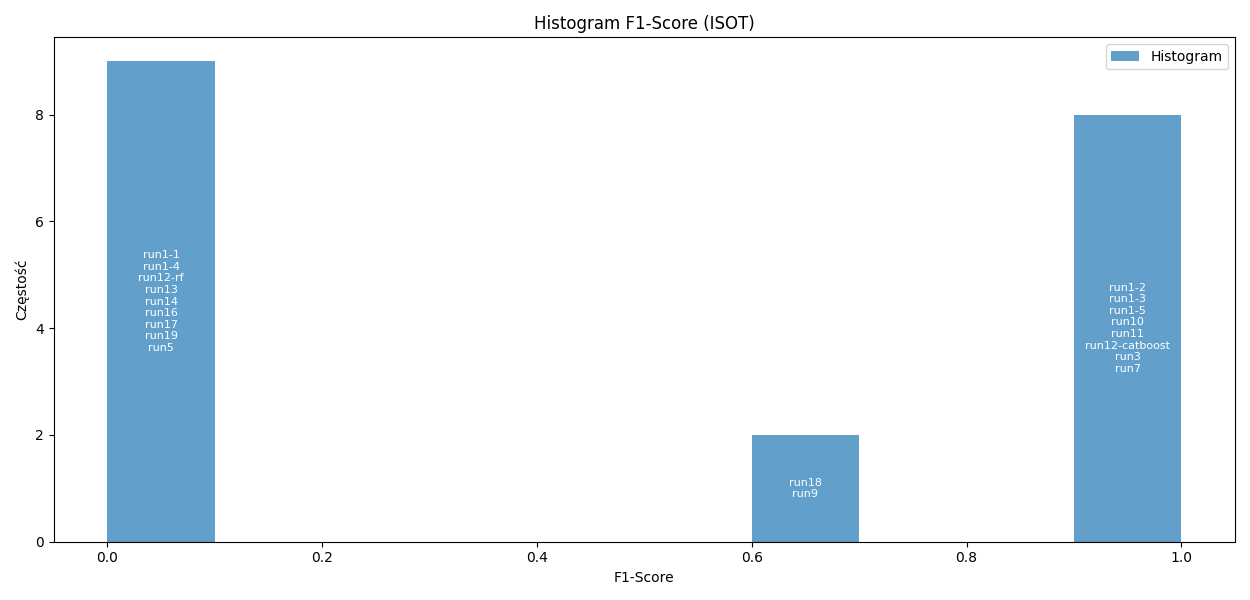 Histogram F1-Score (ISOT)
Histogram
Częstość
8
6
4
2
0
run1-1
run1-4
run12-rf
run13
run14
run16
run17
run19
run5
run18
run9
run1-2
run1-3
run1-5
run10
run11
run12-catboost
run3
run7
0.0 0.2 0.4 0.6 0.8 1.0
F1-Score